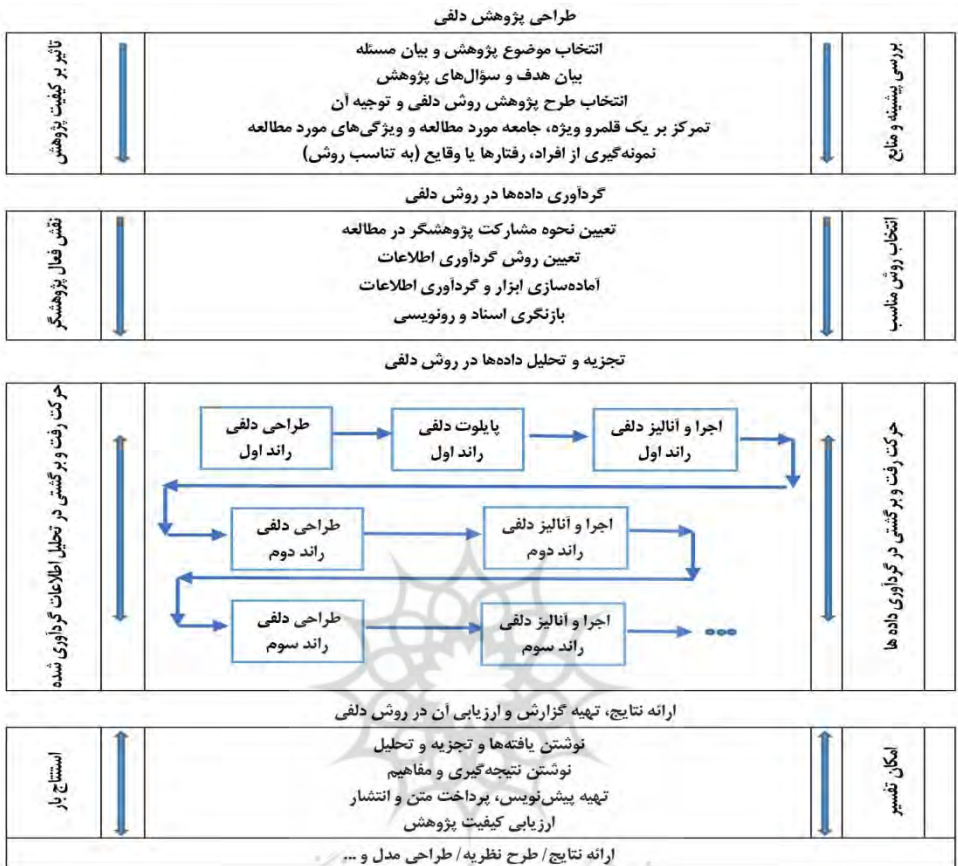 طراحی پژوهش دلفی
بررسی پیشینه و منابع
انتخاب موضوع پژوهش و بیان مسئله
بیان هدف و سؤال‌های پژوهش
انتخاب طرح پژوهش روش دلفی و توجیه آن
تمرکز بر یک قلمرو ویژه، جامعه مورد مطالعه و ویژگی‌های مورد مطالعه
نمونه‌گیری از افراد، رفتارها یا وقایع (به تناسب روش)
تاثیر بر کیفیت پژوهش
گردآوری داده‌ها در روش دلفی
انتخاب روش مناسب
تعیین نحوه مشارکت پژوهشگر در مطالعه
تعیین روش گردآوری اطلاعات
آماده‌سازی ابزار و گردآوری اطلاعات
بازنگری اسناد و رونویسی
نقش فعال پژوهشگر
تجزیه و تحلیل داده‌ها در روش دلفی
حرکت رفت و برگشتی در گردآوری داده ها
طراحی دلفی
راند اول
پایلوت دلفی
راند اول
اجرا و آنالیز دلفی
راند اول
طراحی دلفی
راند دوم
اجرا و آنالیز دلفی
راند دوم
طراحی دلفی
راند سوم
اجرا و آنالیز دلفی
راند سوم
حرکت رفت و برگشتی در تحلیل اطلاعات گردآوری شده
ارائه نتایج، تهیه گزارش و ارزیابی آن در روش دلفی
امکان تفسیر
نوشتن یافته‌ها و تجزیه و تحلیل
نوشتن نتیجه‌گیری و مفاهیم
تهیه پیش‌نویس، پرداخت متن و انتشار
ارزیابی کیفیت پژوهش
استنتاج بار
ارائه نتایج/ طرح نظریه/ طراحی مدل و ...